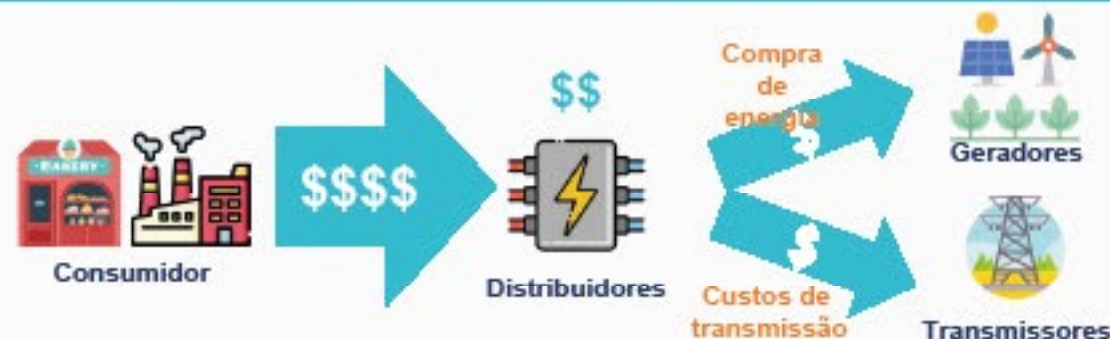 Compra
de
energia
$$
BAKERY
$$$$
$
Geradores
Consumidor
Distribuidores
$
Custos de
transmissão
Transmissores